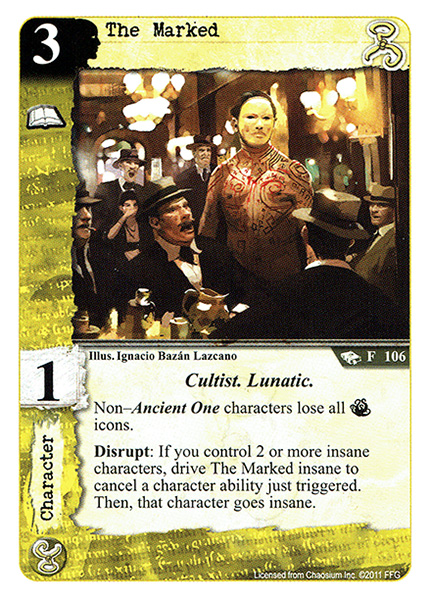 3
The Marked
Illus. Ignacio Bazán Lazcano
F 106
1
Cultist. Lunatic.
Non–Ancient One characters lose all
icons.
Disrupt: If you control 2 or more insane
characters, drive The Marked insane to
cancel a character ability just triggered.
Then, that character goes insane.
Character
Licensed from Chaosium Inc. ©2011 FFG